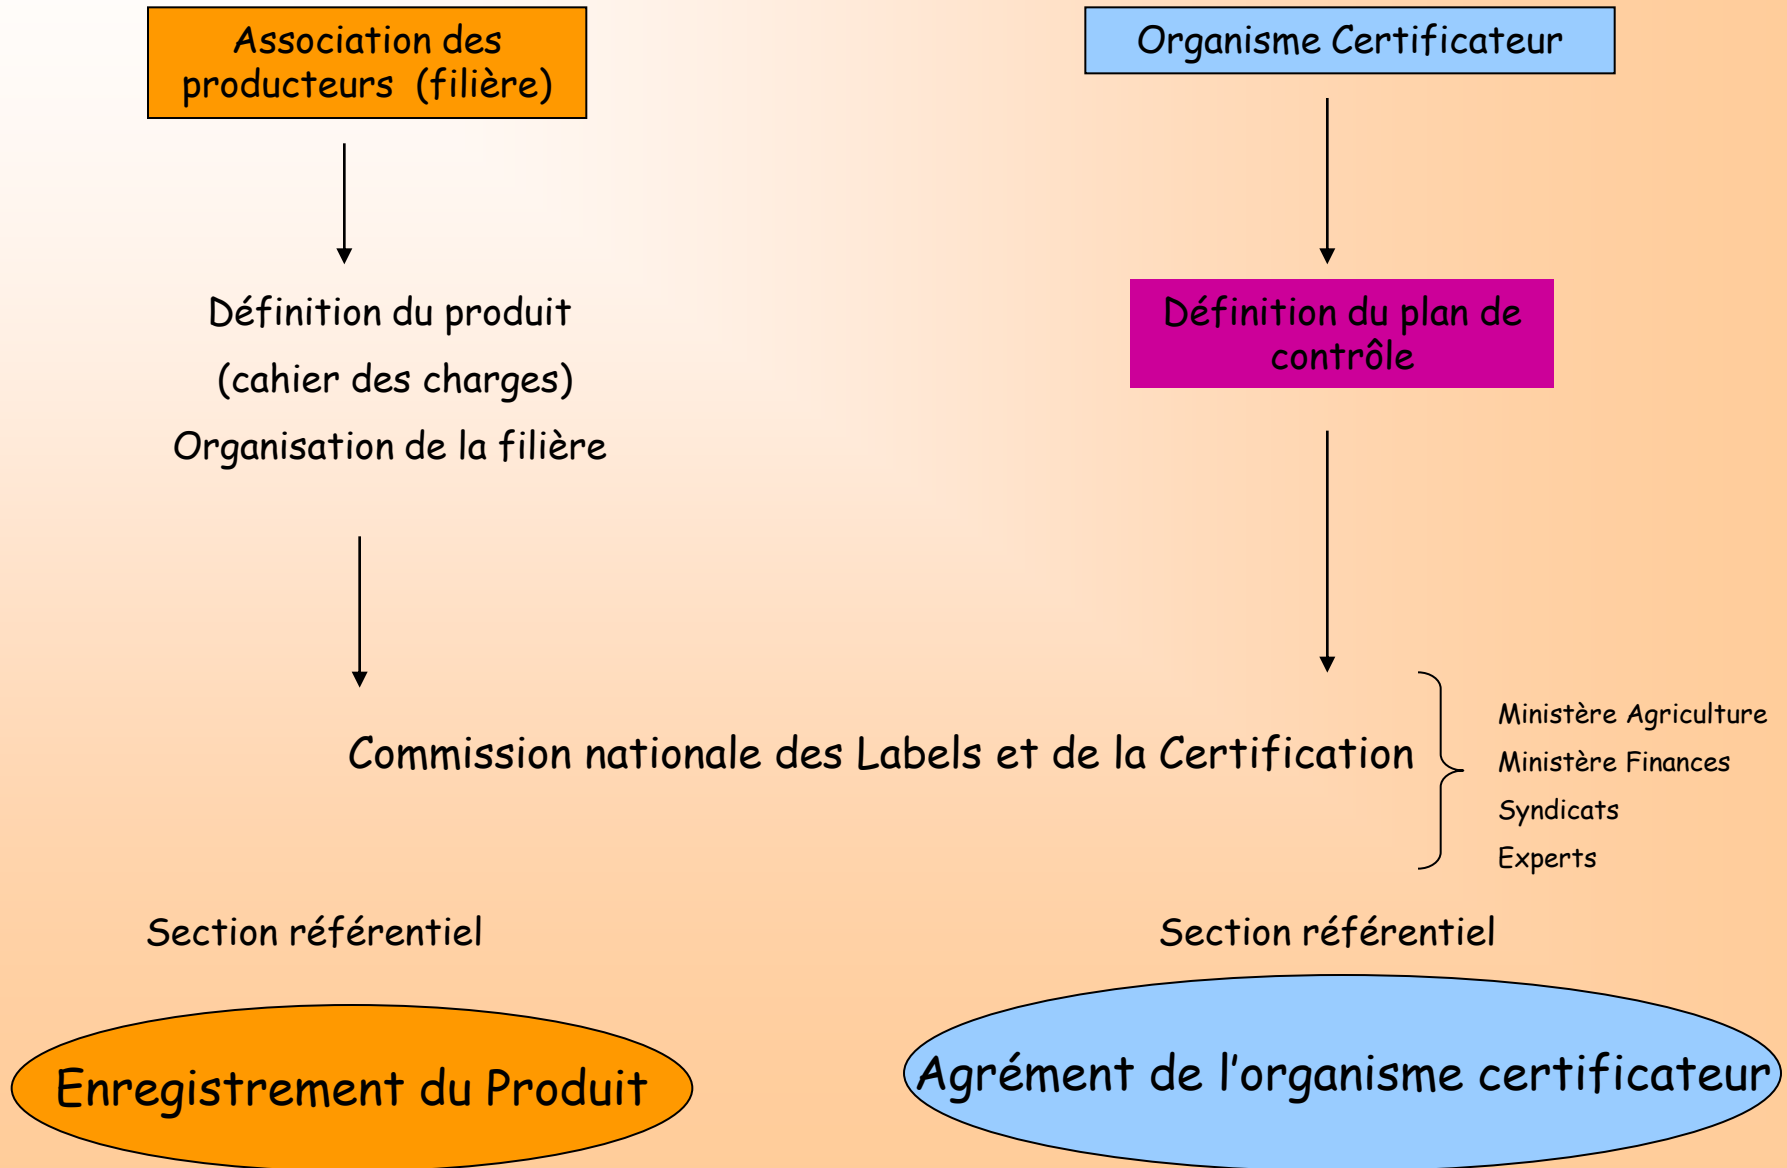 Association des
producteurs (filière)
Organisme Certificateur
Définition du produit
(cahier des charges)
Organisation de la filière
Définition du plan de
contrôle
Commission nationale des Labels et de la Certification
Ministère Agriculture
Ministère Finances
Syndicats
Experts
Section référentiel
Section référentiel
Enregistrement du Produit
Agrément de l’organisme certificateur